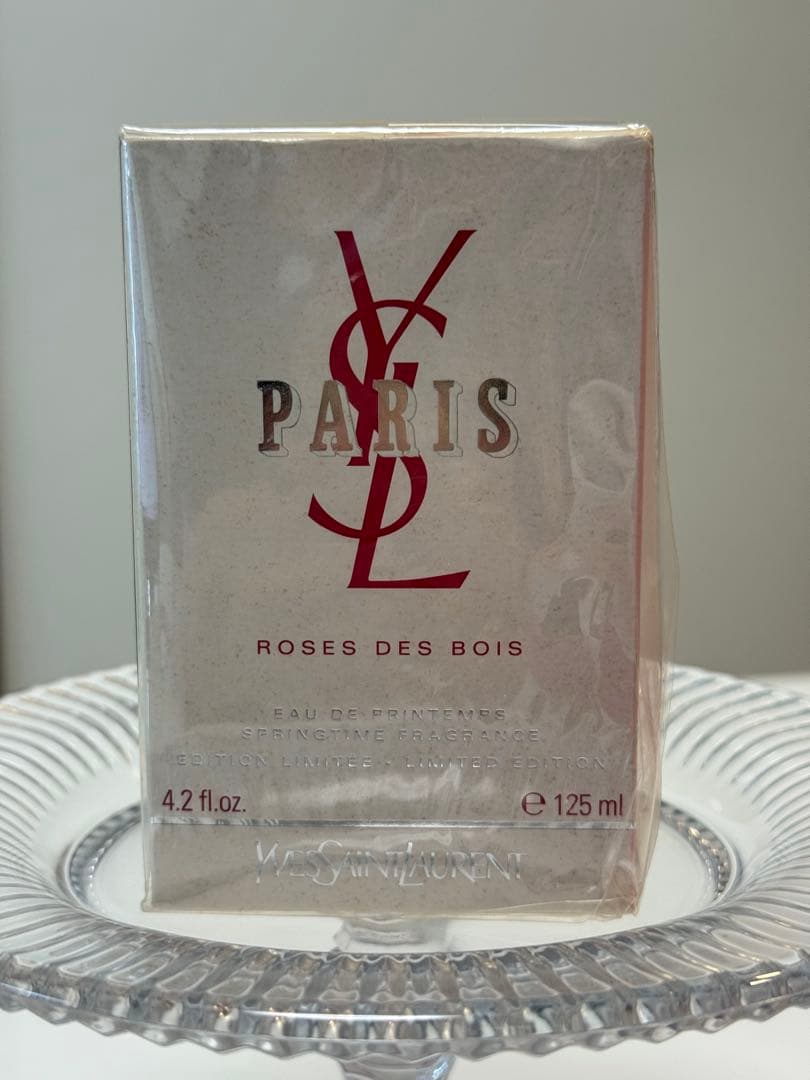 YSL
PARIS
ROSES DES BOIS
EAU DE PRINTEMPS
SPRINGTIME FRAGRANCE
EDITION LIMITEE - LIMITED EDITION
4.2 fl.oz. ℮ 125 ml
YVESSAINTLAURENT